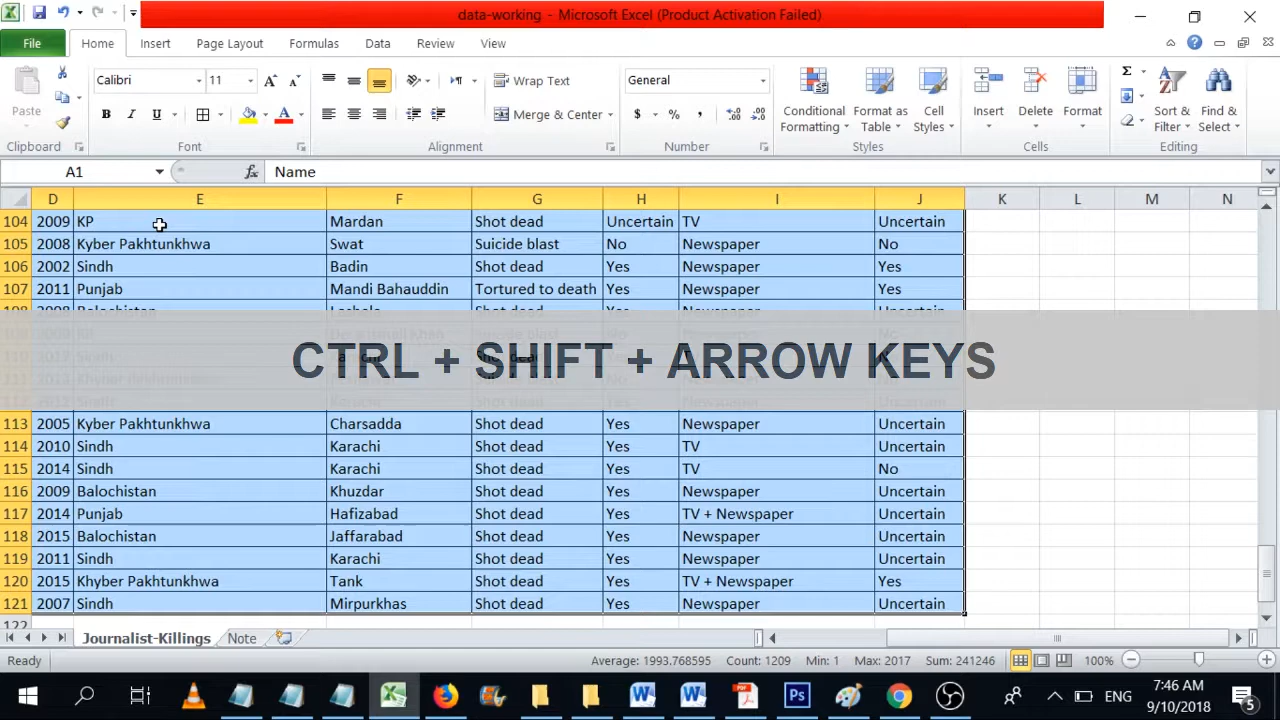 data-working - Microsoft Excel (Product Activation Failed)
File Home Insert Page Layout Formulas Data Review View
Calibri 11 Wrap Text General
Paste Merge & Center $ % , Conditional Formatting Format as Table Cell Styles Insert Delete Format Sort & Filter Find & Select
Clipboard Font Alignment Number Styles Cells Editing
A1 fx Name
D E F G H I J K L M N
104 2009 KP Mardan Shot dead Uncertain TV Uncertain
105 2008 Kyber Pakhtunkhwa Swat Suicide blast No Newspaper No
106 2002 Sindh Badin Shot dead Yes Newspaper Yes
107 2011 Punjab Mandi Bahauddin Tortured to death Yes Newspaper Yes
CTRL + SHIFT + ARROW KEYS
113 2005 Kyber Pakhtunkhwa Charsadda Shot dead Yes Newspaper Uncertain
114 2010 Sindh Karachi Shot dead Yes TV Uncertain
115 2014 Sindh Karachi Shot dead Yes TV No
116 2009 Balochistan Khuzdar Shot dead Yes Newspaper Uncertain
117 2014 Punjab Hafizabad Shot dead Yes TV + Newspaper Uncertain
118 2015 Balochistan Jaffarabad Shot dead Yes Newspaper Uncertain
119 2011 Sindh Karachi Shot dead Yes Newspaper Uncertain
120 2015 Khyber Pakhtunkhwa Tank Shot dead Yes TV + Newspaper Yes
121 2007 Sindh Mirpurkhas Shot dead Yes Newspaper Uncertain
122
Journalist-Killings Note
Ready Average: 1993.768595 Count: 1209 Min: 1 Max: 2017 Sum: 241246 100%
ENG 7:46 AM
9/10/2018 5